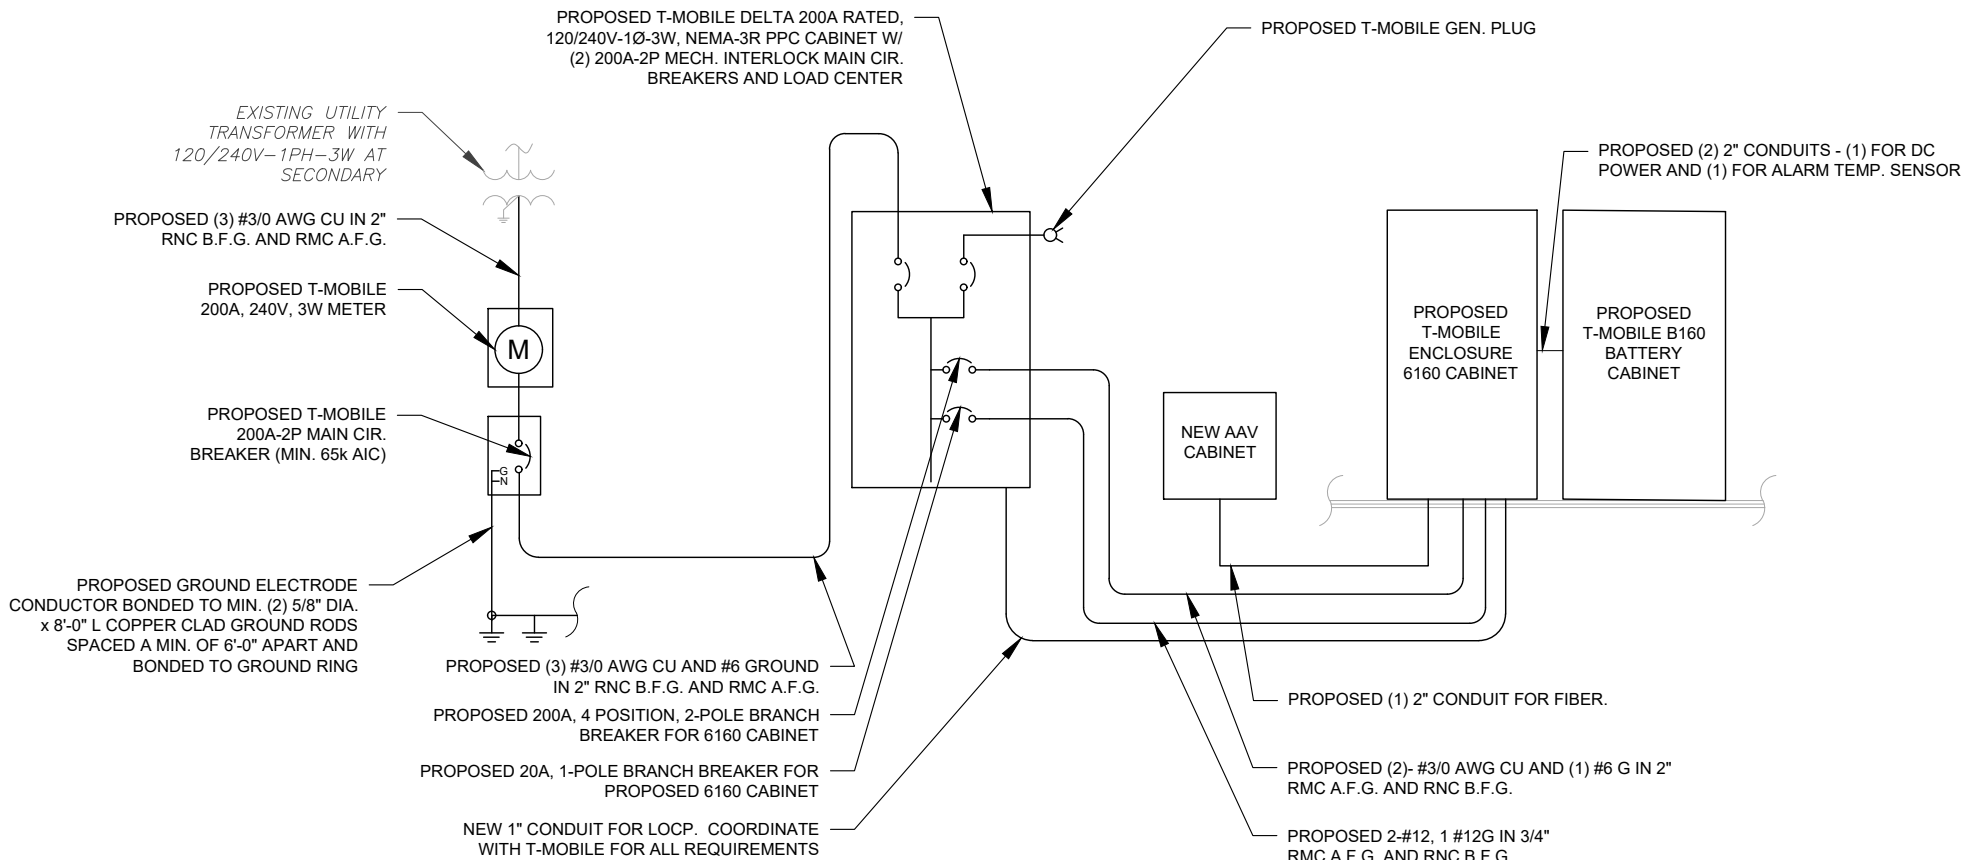 PROPOSED T-MOBILE DELTA 200A RATED,
120/240V-1Ø-3W, NEMA-3R PPC CABINET W/
(2) 200A-2P MECH. INTERLOCK MAIN CIR.
BREAKERS AND LOAD CENTER
PROPOSED T-MOBILE GEN. PLUG
EXISTING UTILITY
TRANSFORMER WITH
120/240V-1PH-3W AT
SECONDARY
PROPOSED (2) 2" CONDUITS - (1) FOR DC
POWER AND (1) FOR ALARM TEMP. SENSOR
PROPOSED (3) #3/0 AWG CU IN 2"
RNC B.F.G. AND RMC A.F.G.
PROPOSED T-MOBILE
200A, 240V, 3W METER
M
PROPOSED T-MOBILE
200A-2P MAIN CIR.
BREAKER (MIN. 65k AIC)
G
N
PROPOSED
T-MOBILE
ENCLOSURE
6160 CABINET
PROPOSED
T-MOBILE B160
BATTERY
CABINET
NEW AAV
CABINET
PROPOSED GROUND ELECTRODE
CONDUCTOR BONDED TO MIN. (2) 5/8" DIA.
x 8'-0" L COPPER CLAD GROUND RODS
SPACED A MIN. OF 6'-0" APART AND
BONDED TO GROUND RING
PROPOSED (3) #3/0 AWG CU AND #6 GROUND
IN 2" RNC B.F.G. AND RMC A.F.G.
PROPOSED 200A, 4 POSITION, 2-POLE BRANCH
BREAKER FOR 6160 CABINET
PROPOSED 20A, 1-POLE BRANCH BREAKER FOR
PROPOSED 6160 CABINET
NEW 1" CONDUIT FOR LOCP. COORDINATE
WITH T-MOBILE FOR ALL REQUIREMENTS
PROPOSED (1) 2" CONDUIT FOR FIBER.
PROPOSED (2)- #3/0 AWG CU AND (1) #6 G IN 2"
RMC A.F.G. AND RNC B.F.G.
PROPOSED 2-#12, 1 #12G IN 3/4"
RMC A.F.G. AND RNC B.F.G.